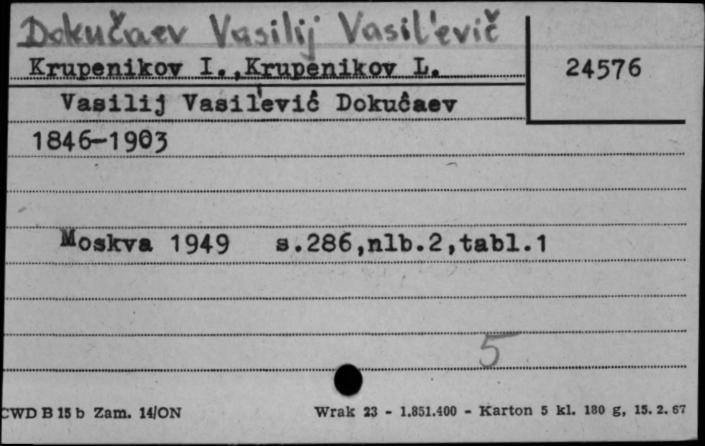 Dokučaev Vasilij Vasil'evič
Krupenikov I.,Krupenikov L.
24576
Vasilij Vasil'evič Dokučaev
1846-1903
Moskva 1949 s.286,nlb.2,tabl.1
5
CWD B 15 b Zam. 14/ON
Wrak 23 - 1.851.400 - Karton 5 kl. 180 g, 15. 2. 67